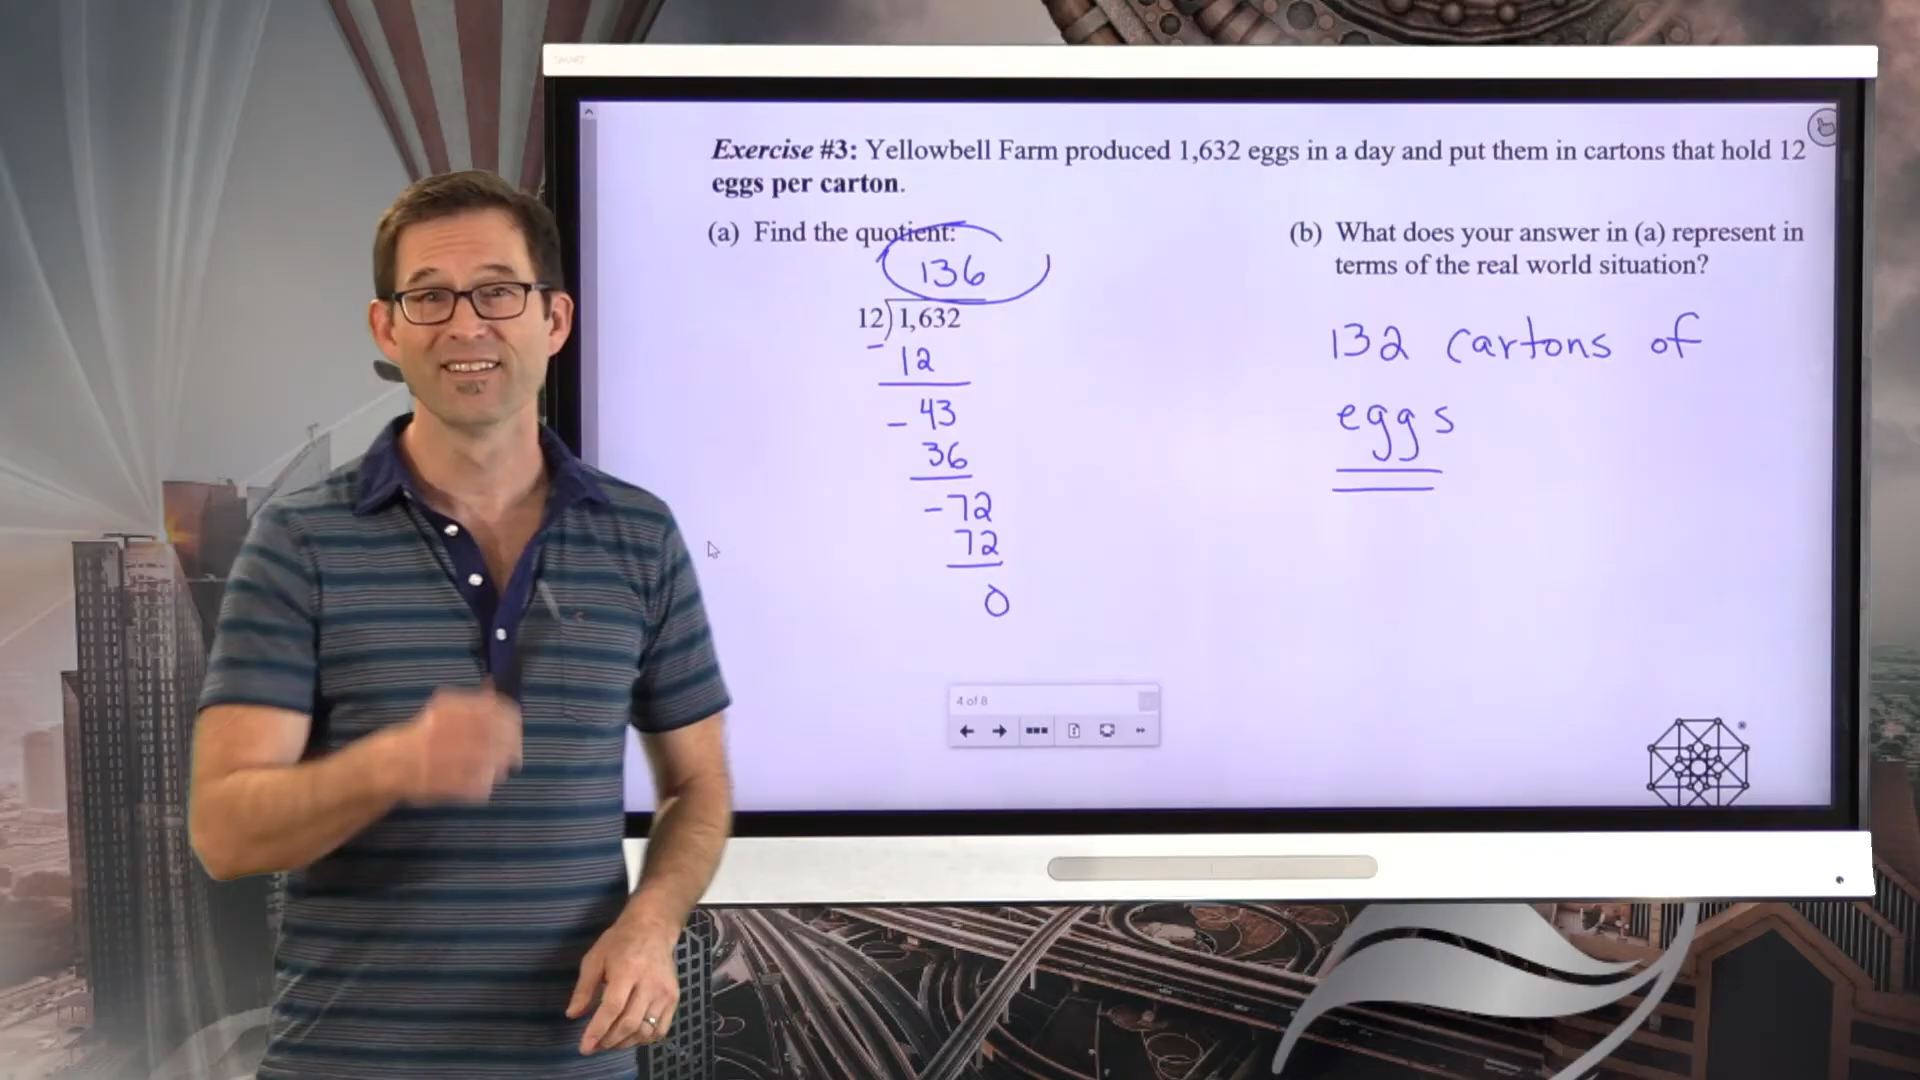 Exercise #3: Yellowbell Farm produced 1,632 eggs in a day and put them in cartons that hold 12
eggs per carton.
(a) Find the quotient:
136
12)1,632
- 12
- 43
36
- 72
72
0
(b) What does your answer in (a) represent in
terms of the real world situation?
132 cartons of
eggs
4 of 8